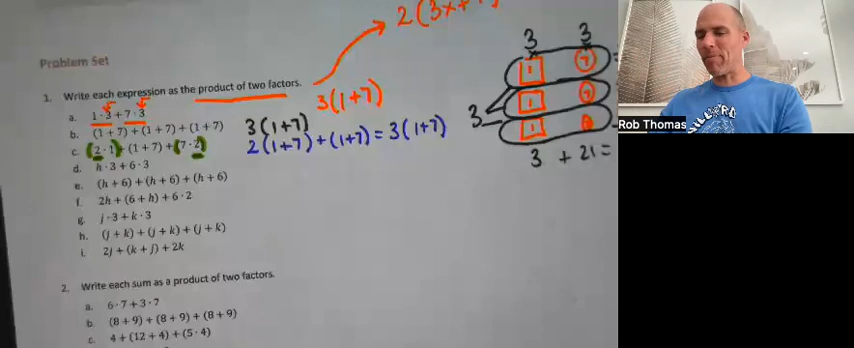 2(3x+
Problem Set
1. Write each expression as the product of two factors.
a. 1 · 3 + 7 · 3
3(1+7)
b. (1 + 7) + (1 + 7) + (1 + 7)
3(1+7)
c. (2 · 1) + (1 + 7) + (7 · 2)
2(1+7)+(1+7)=3(1+7)
d. h · 3 + 6 · 3
e. (h + 6) + (h + 6) + (h + 6)
f. 2h + (6 + h) + 6 · 2
g. j · 3 + k · 3
h. (j + k) + (j + k) + (j + k)
i. 2j + (k + j) + 2k
2. Write each sum as a product of two factors.
a. 6 · 7 + 3 · 7
b. (8 + 9) + (8 + 9) + (8 + 9)
c. 4 + (12 + 4) + (5 · 4)
3 3
1 7
3
1
1
3 + 21 =
Rob Thomas